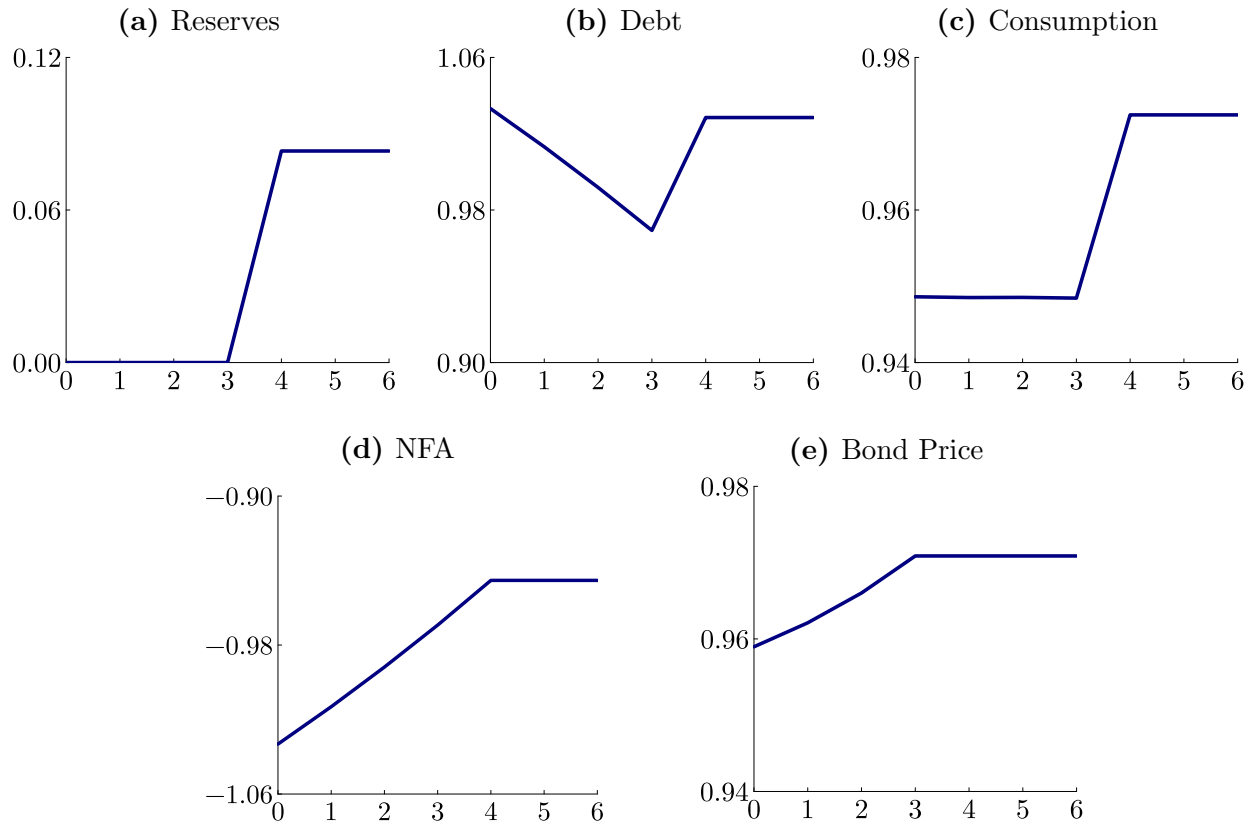 (a) Reserves
0.12
0.06
0.00
0 1 2 3 4 5 6
(b) Debt
1.06
0.98
0.90
0 1 2 3 4 5 6
(c) Consumption
0.98
0.96
0.94
0 1 2 3 4 5 6
(d) NFA
−0.90
−0.98
−1.06
0 1 2 3 4 5 6
(e) Bond Price
0.98
0.96
0.94
0 1 2 3 4 5 6